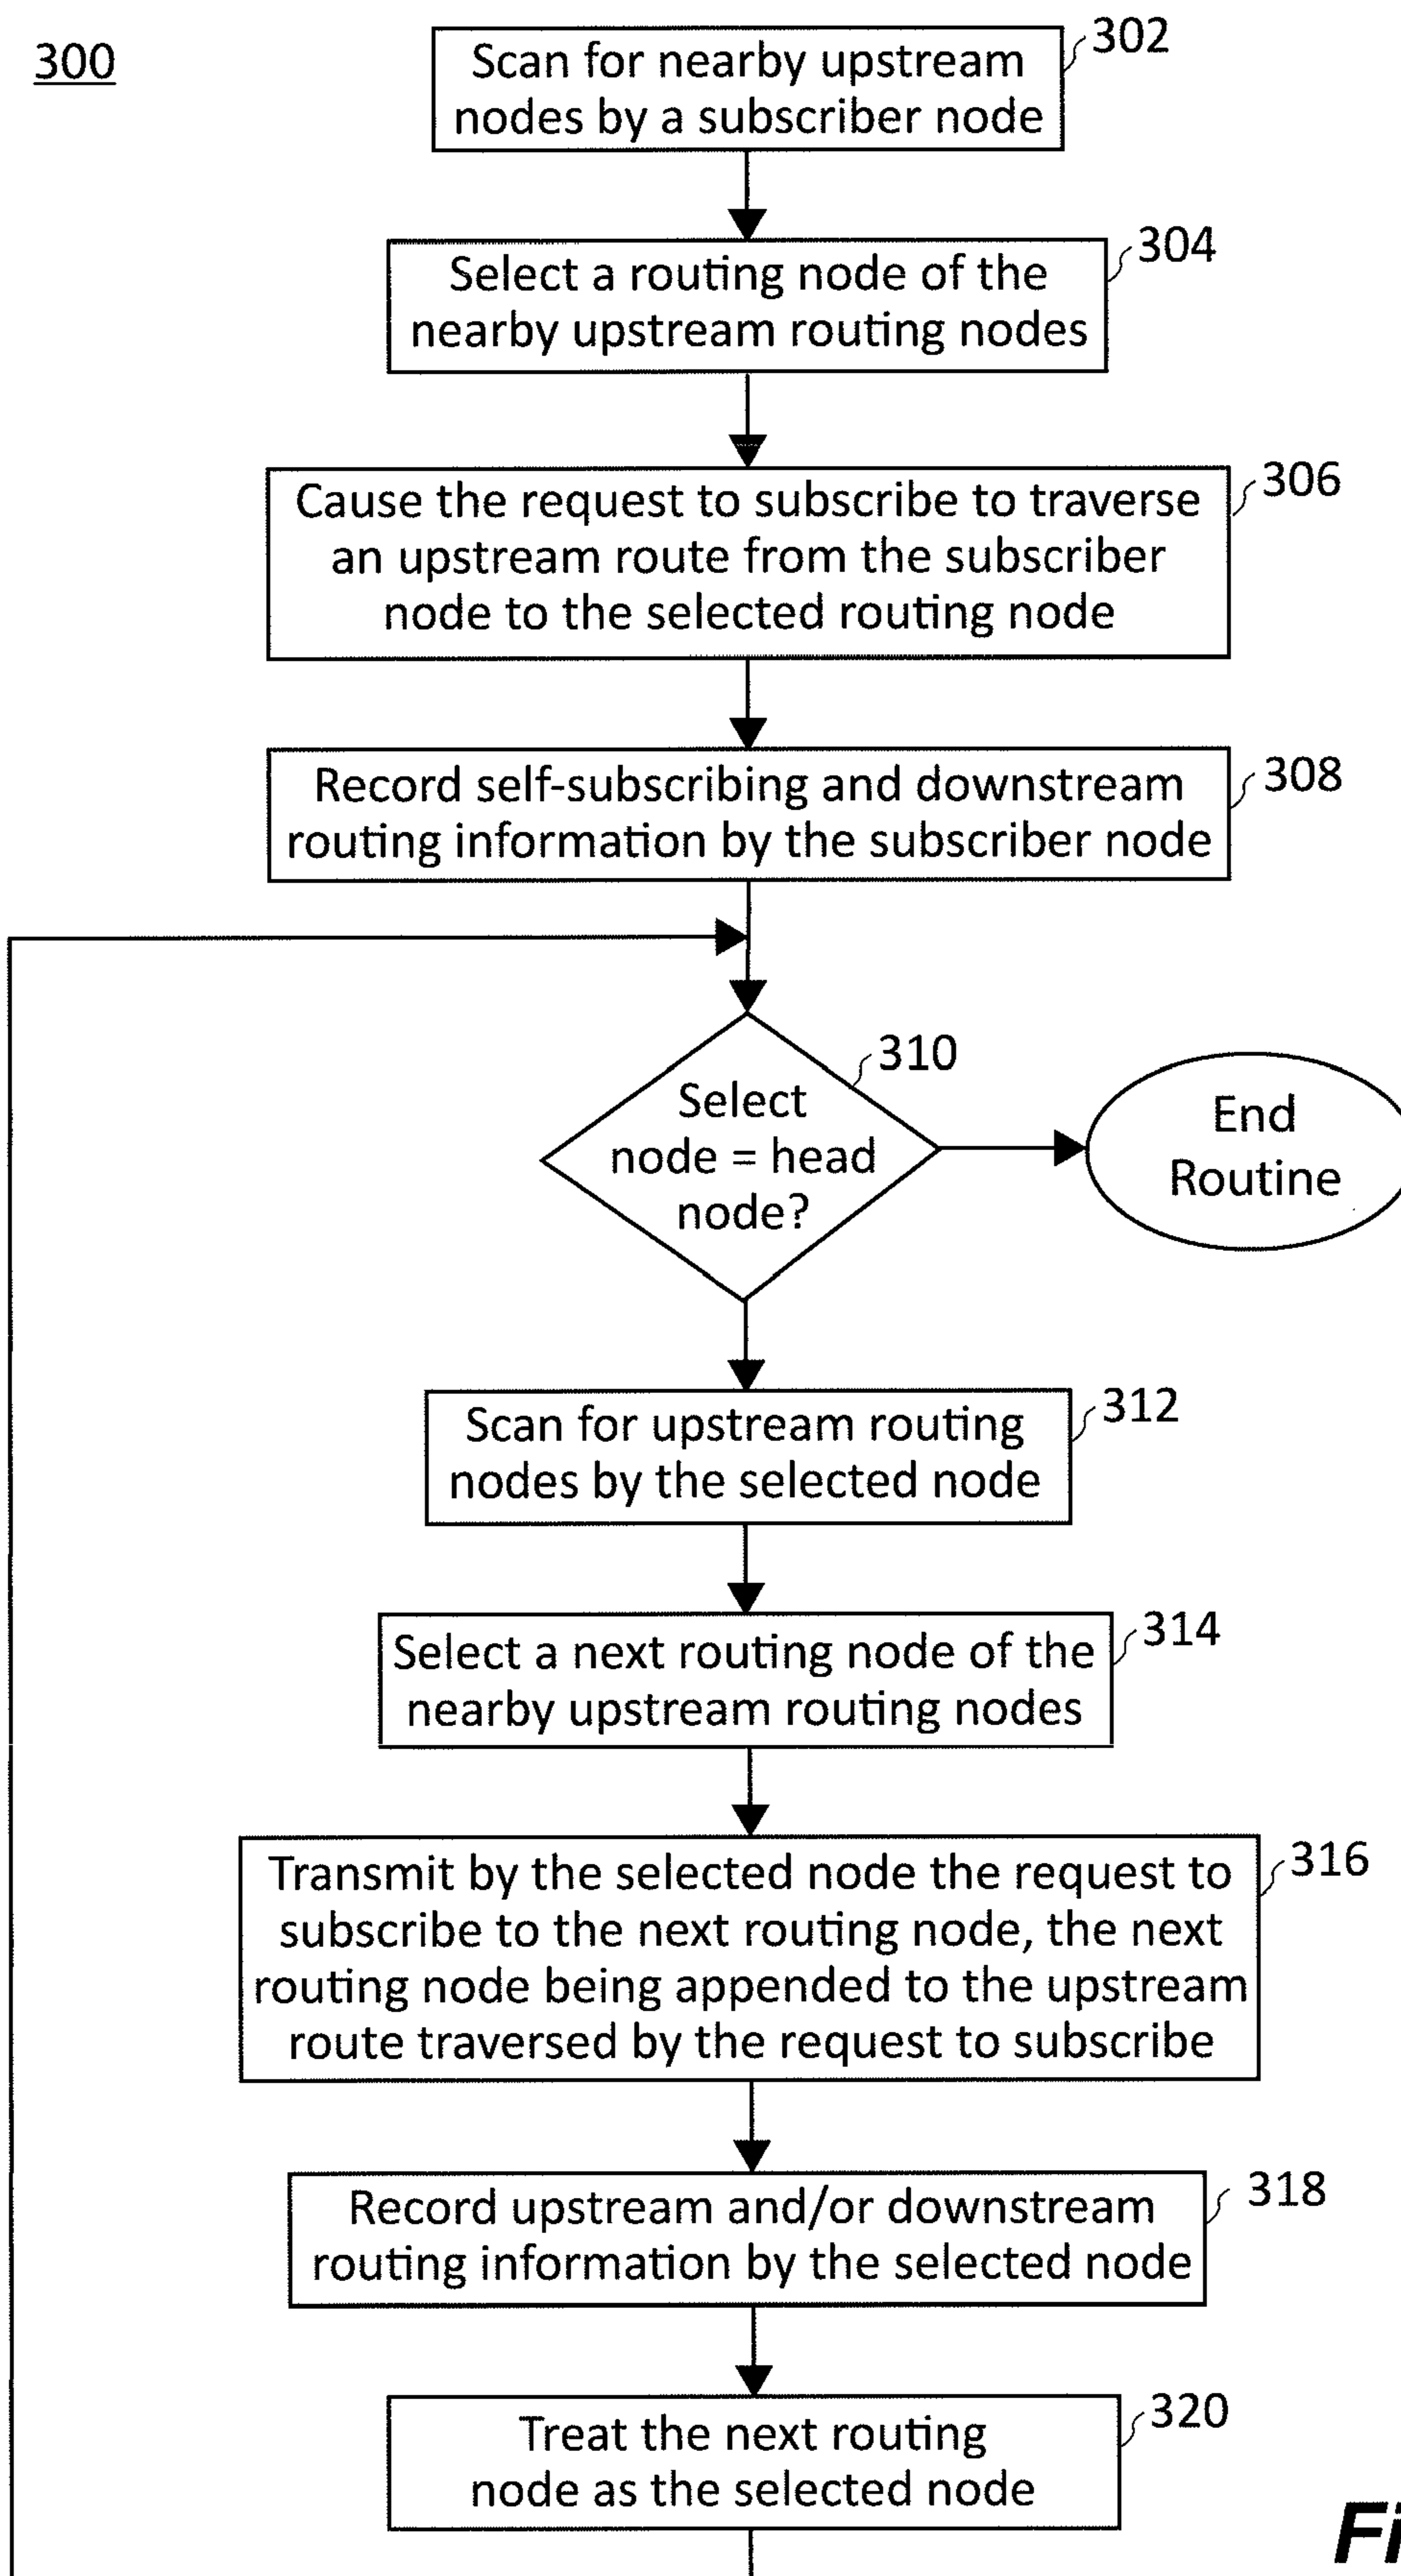 300
302
Scan for nearby upstream
nodes by a subscriber node
304
Select a routing node of the
nearby upstream routing nodes
306
Cause the request to subscribe to traverse
an upstream route from the subscriber
node to the selected routing node
308
Record self-subscribing and downstream
routing information by the subscriber node
310
Select
node = head
node?
End
Routine
312
Scan for upstream routing
nodes by the selected node
314
Select a next routing node of the
nearby upstream routing nodes
316
Transmit by the selected node the request to
subscribe to the next routing node, the next
routing node being appended to the upstream
route traversed by the request to subscribe
318
Record upstream and/or downstream
routing information by the selected node
320
Treat the next routing
node as the selected node